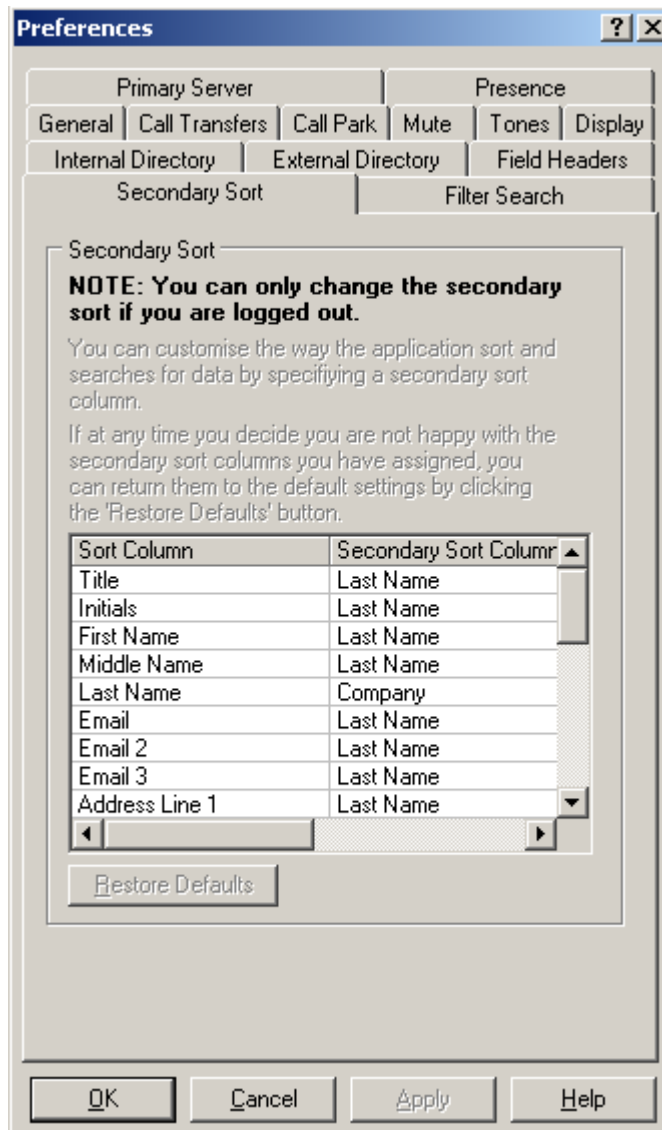 Preferences
Primary Server Presence
General Call Transfers Call Park Mute Tones Display
Internal Directory External Directory Field Headers
Secondary Sort Filter Search
Secondary Sort
NOTE: You can only change the secondary
sort if you are logged out.
You can customise the way the application sort and
searches for data by specifiying a secondary sort
column.
If at any time you decide you are not happy with the
secondary sort columns you have assigned, you
can return them to the default settings by clicking
the 'Restore Defaults' button.
Sort Column Secondary Sort Column
Title Last Name
Initials Last Name
First Name Last Name
Middle Name Last Name
Last Name Company
Email Last Name
Email 2 Last Name
Email 3 Last Name
Address Line 1 Last Name
Restore Defaults
OK Cancel Apply Help